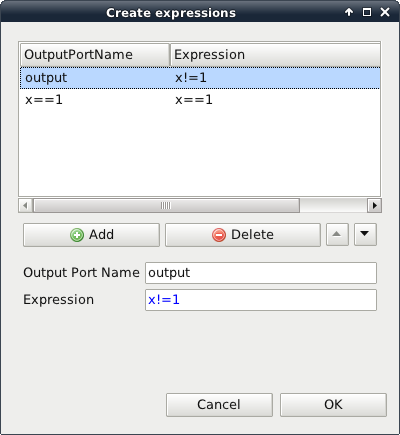 Create expressions
OutputPortName Expression
output x!=1
x==1 x==1
Add Delete
Output Port Name output
Expression x!=1
Cancel OK